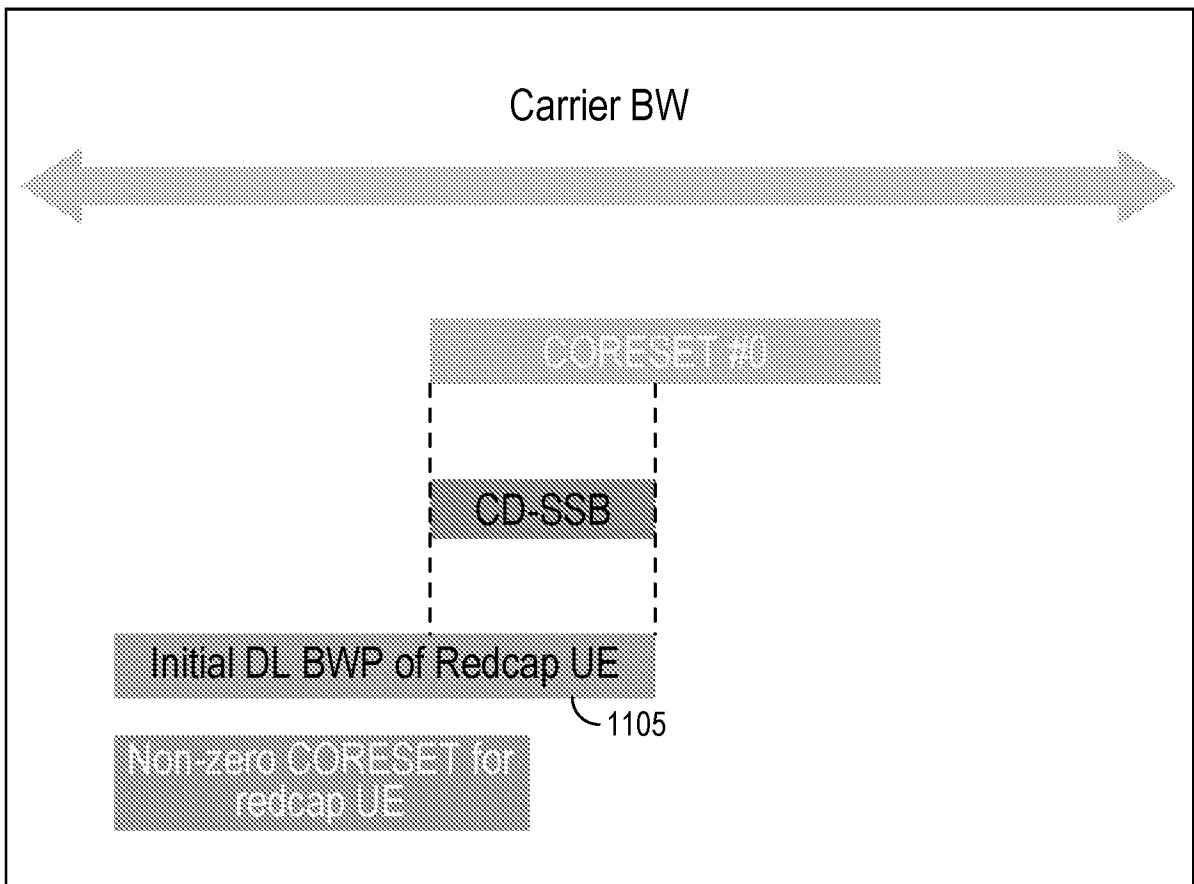 Carrier BW
CORESET #0
CD-SSB
Initial DL BWP of Redcap UE
1105
Non-zero CORESET for
redcap UE